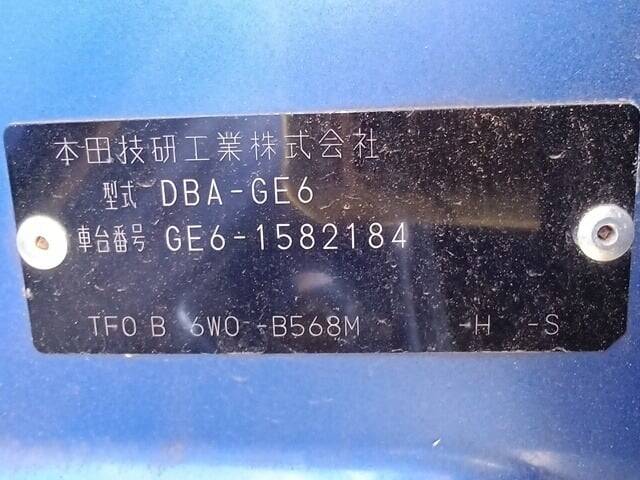 本田技研工業株式会社
型式 DBA-GE6
車台番号 GE6-1582184
TF0 B 6W0 -B568M -H -S